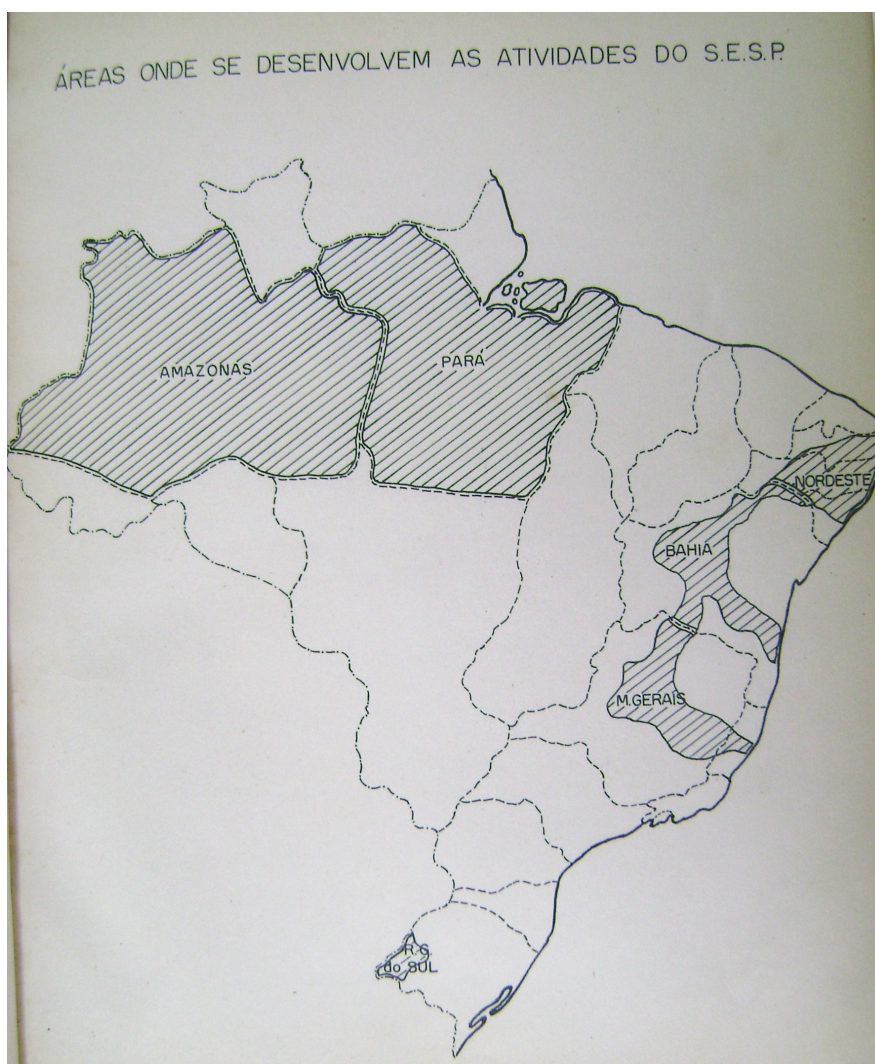 ÁREAS ONDE SE DESENVOLVEM AS ATIVIDADES DO S.E.S.P.
AMAZONAS
PARÁ
NORDESTE
BAHIA
M.GERAIS
R.G.
do SUL